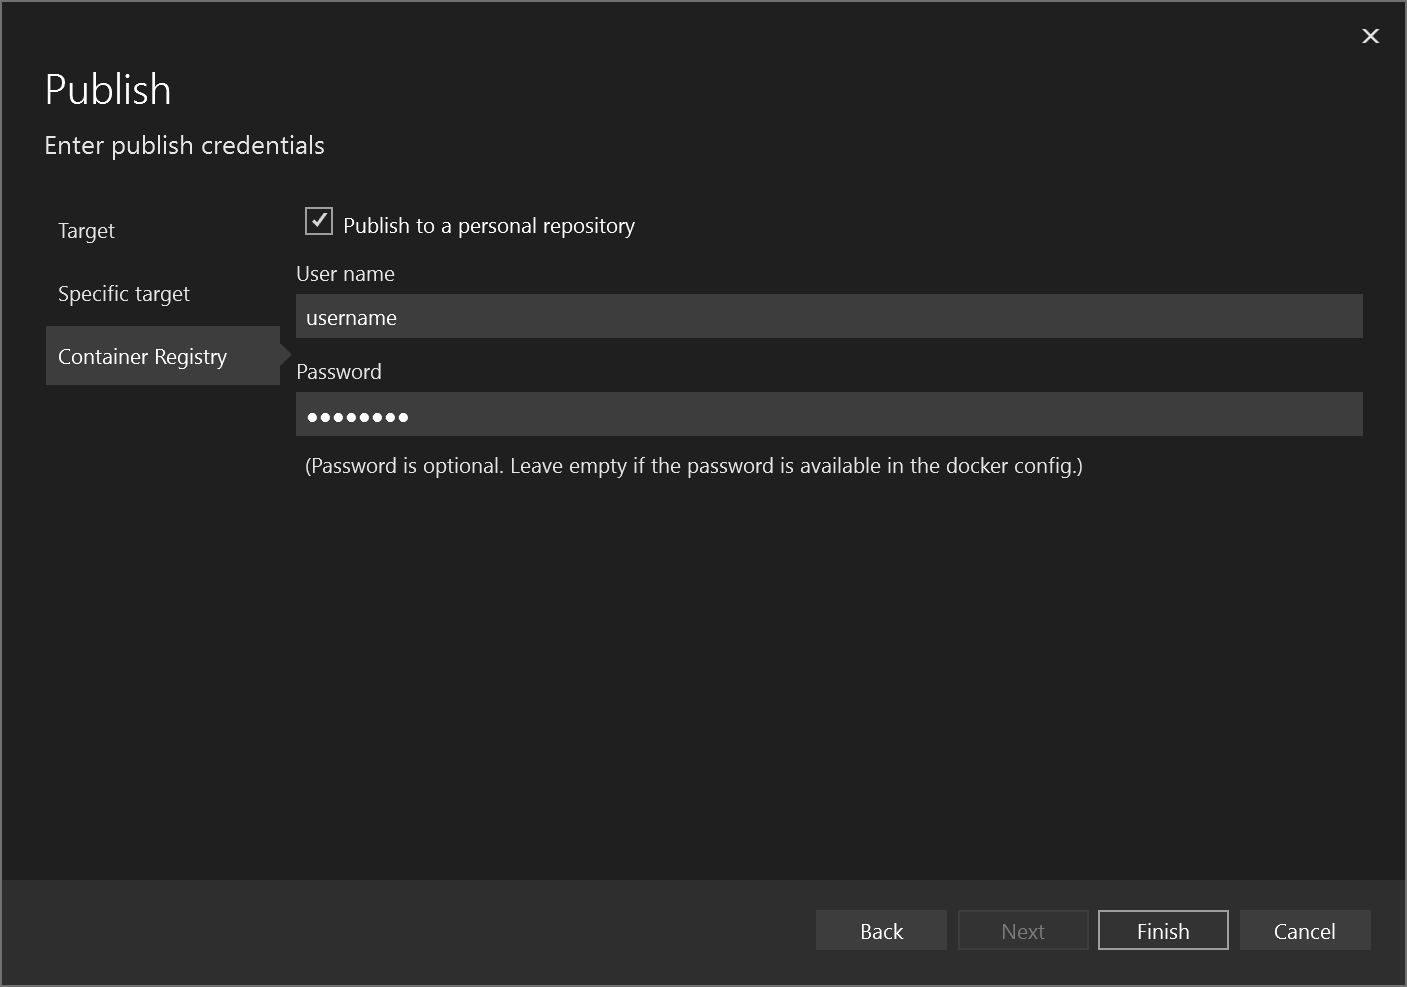 Publish
Enter publish credentials
Target
Specific target
Container Registry
Publish to a personal repository
User name
username
Password
●●●●●●●●
(Password is optional. Leave empty if the password is available in the docker config.)
Back
Next
Finish
Cancel